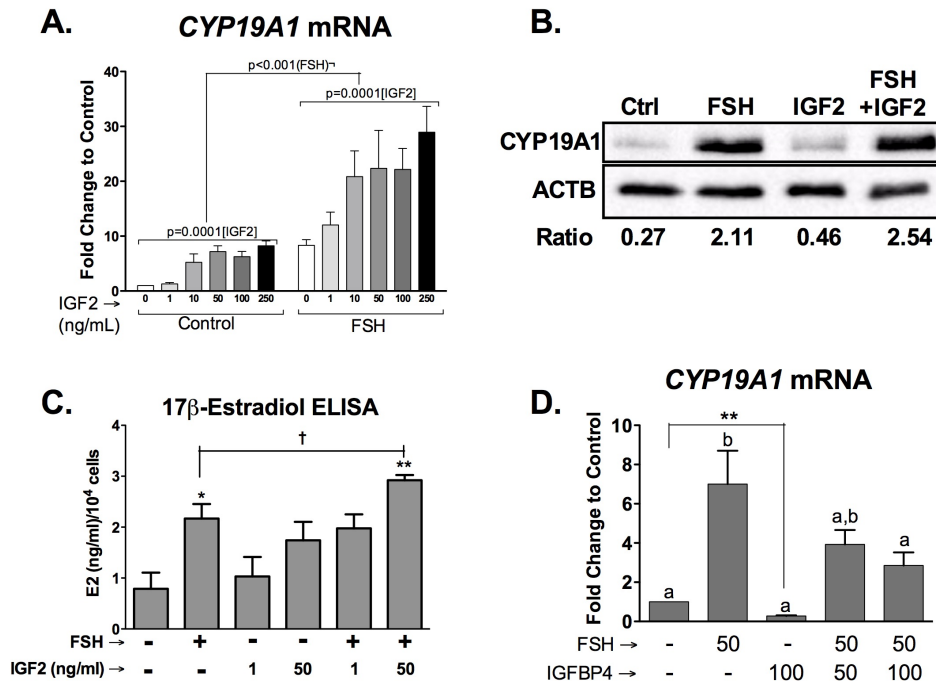 A.
CYP19A1 mRNA
p<0.001(FSH)¬
p=0.0001[IGF2]
p=0.0001[IGF2]
Fold Change to Control
40
30
20
10
0
IGF2 →
(ng/mL)
0 1 10 50 100 250
0 1 10 50 100 250
Control
FSH
B.
Ctrl FSH IGF2 FSH
+IGF2
CYP19A1
ACTB
Ratio 0.27 2.11 0.46 2.54
C.
17β-Estradiol ELISA
E2 (ng/ml)/10⁴ cells
4
3
2
1
0
†
*
**
FSH → - + - - + +
IGF2 (ng/ml) → - - 1 50 1 50
D.
CYP19A1 mRNA
Fold Change to Control
10
8
6
4
2
0
**
a b a a,b a
FSH → - 50 - 50 50
IGFBP4 → - - 100 50 100